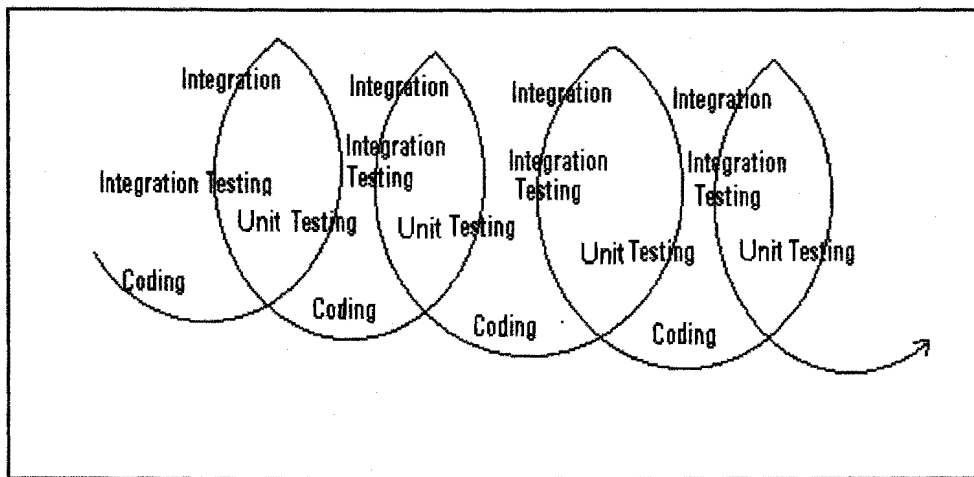 Integration
Integration
Integration
Integration
Integration Testing
Integration
Testing
Integration
Testing
Integration
Testing
Unit Testing
Unit Testing
Unit Testing
Unit Testing
Coding
Coding
Coding
Coding